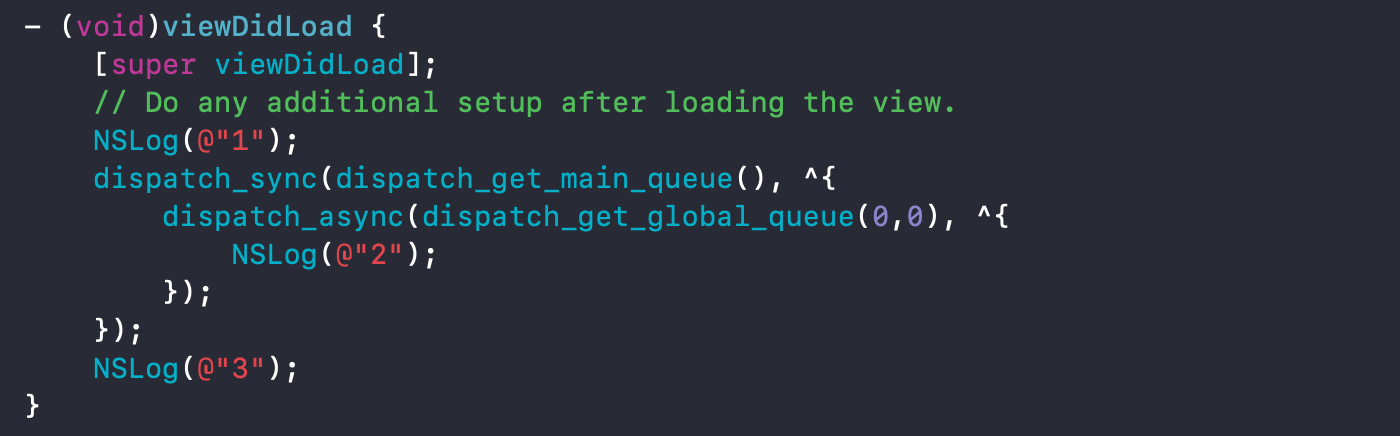 - (void)viewDidLoad {
    [super viewDidLoad];
    // Do any additional setup after loading the view.
    NSLog(@"1");
    dispatch_sync(dispatch_get_main_queue(), ^{
        dispatch_async(dispatch_get_global_queue(0,0), ^{
            NSLog(@"2");
        });
    });
    NSLog(@"3");
}